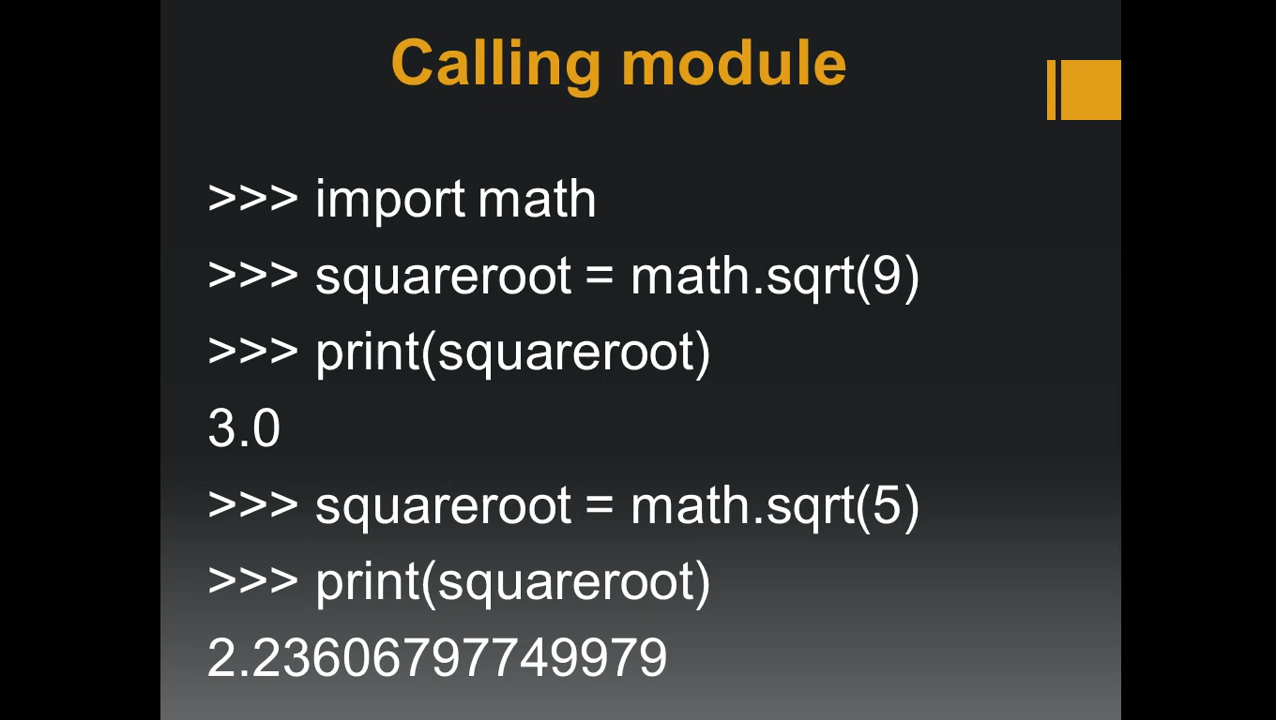 Calling module
>>> import math
>>> squareroot = math.sqrt(9)
>>> print(squareroot)
3.0
>>> squareroot = math.sqrt(5)
>>> print(squareroot)
2.23606797749979